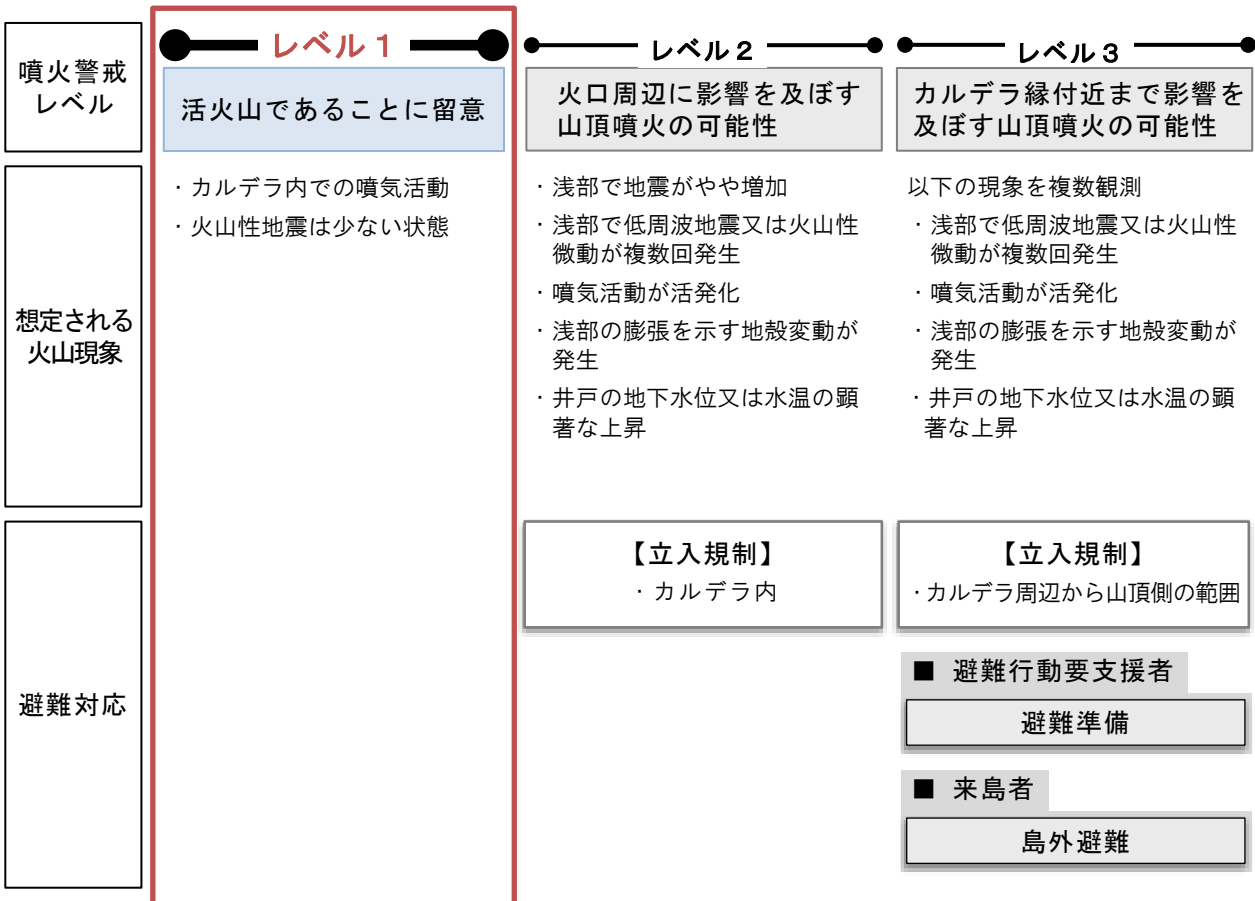 噴火警戒
レベル
レベル1
活火山であることに留意
レベル2
火口周辺に影響を及ぼす
山頂噴火の可能性
レベル3
カルデラ縁付近まで影響を
及ぼす山頂噴火の可能性
想定される
火山現象
・カルデラ内での噴気活動
・火山性地震は少ない状態
・浅部で地震がやや増加
・浅部で低周波地震又は火山性
微動が複数回発生
・噴気活動が活発化
・浅部の膨張を示す地殻変動が
発生
・井戸の地下水位又は水温の顕
著な上昇
以下の現象を複数観測
・浅部で低周波地震又は火山性
微動が複数回発生
・噴気活動が活発化
・浅部の膨張を示す地殻変動が
発生
・井戸の地下水位又は水温の顕
著な上昇
避難対応
【立入規制】
・カルデラ内
【立入規制】
・カルデラ周辺から山頂側の範囲
■ 避難行動要支援者
避難準備
■ 来島者
島外避難